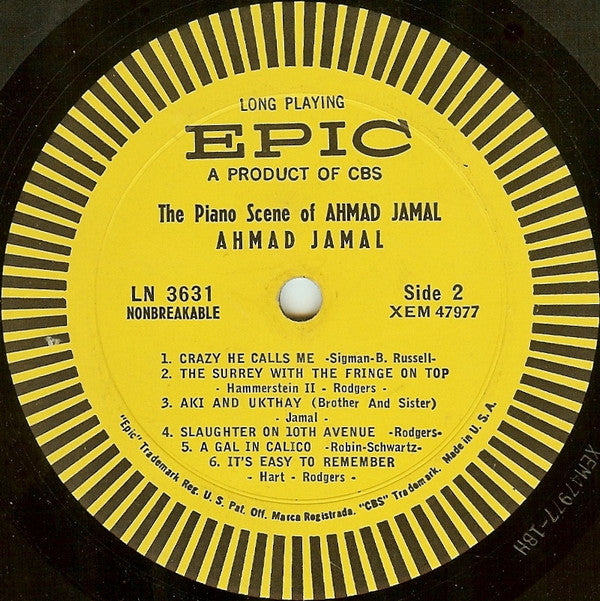 LONG PLAYING
EPIC
A PRODUCT OF CBS
The Piano Scene of AHMAD JAMAL
AHMAD JAMAL
LN 3631
NONBREAKABLE
Side 2
XEM 47977
1. CRAZY HE CALLS ME -Sigman-B. Russell-
2. THE SURREY WITH THE FRINGE ON TOP
- Hammerstein II - Rodgers -
3. AKI AND UKTHAY (Brother And Sister)
- Jamal -
4. SLAUGHTER ON 10TH AVENUE -Rodgers-
5. A GAL IN CALICO -Robin-Schwartz-
6. IT'S EASY TO REMEMBER
- Hart - Rodgers -
"Epic" Trademark Reg. U. S. Pat. Off. Marca Registrada. "CBS" Trademark. Made in U. S. A.